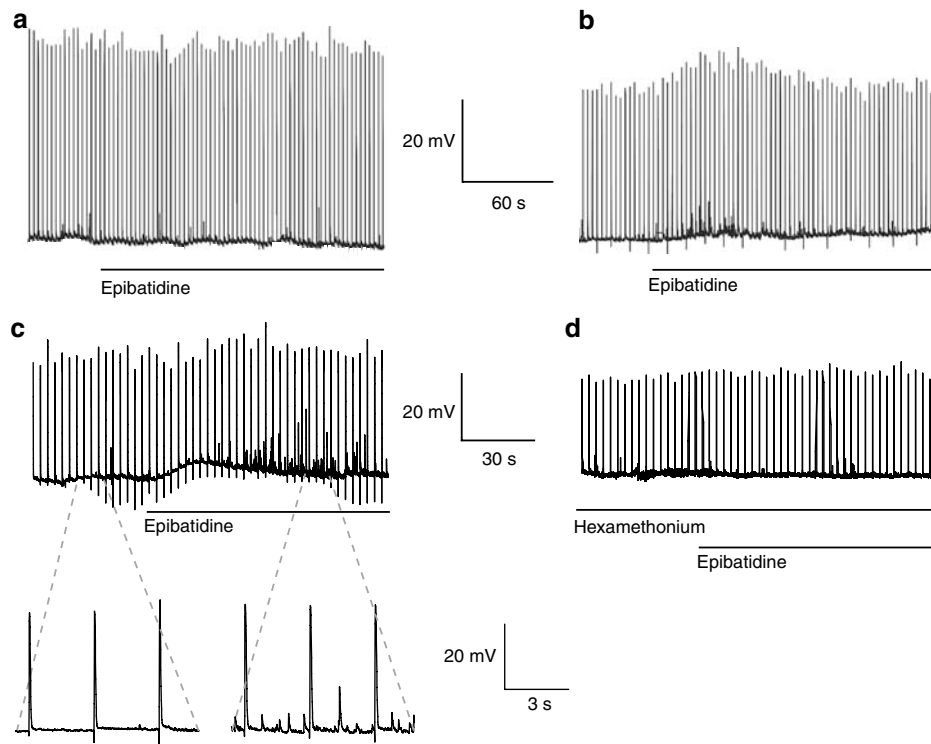 a
b
20 mV
60 s
Epibatidine
Epibatidine
c
d
20 mV
30 s
Epibatidine
Hexamethonium
Epibatidine
20 mV
3 s